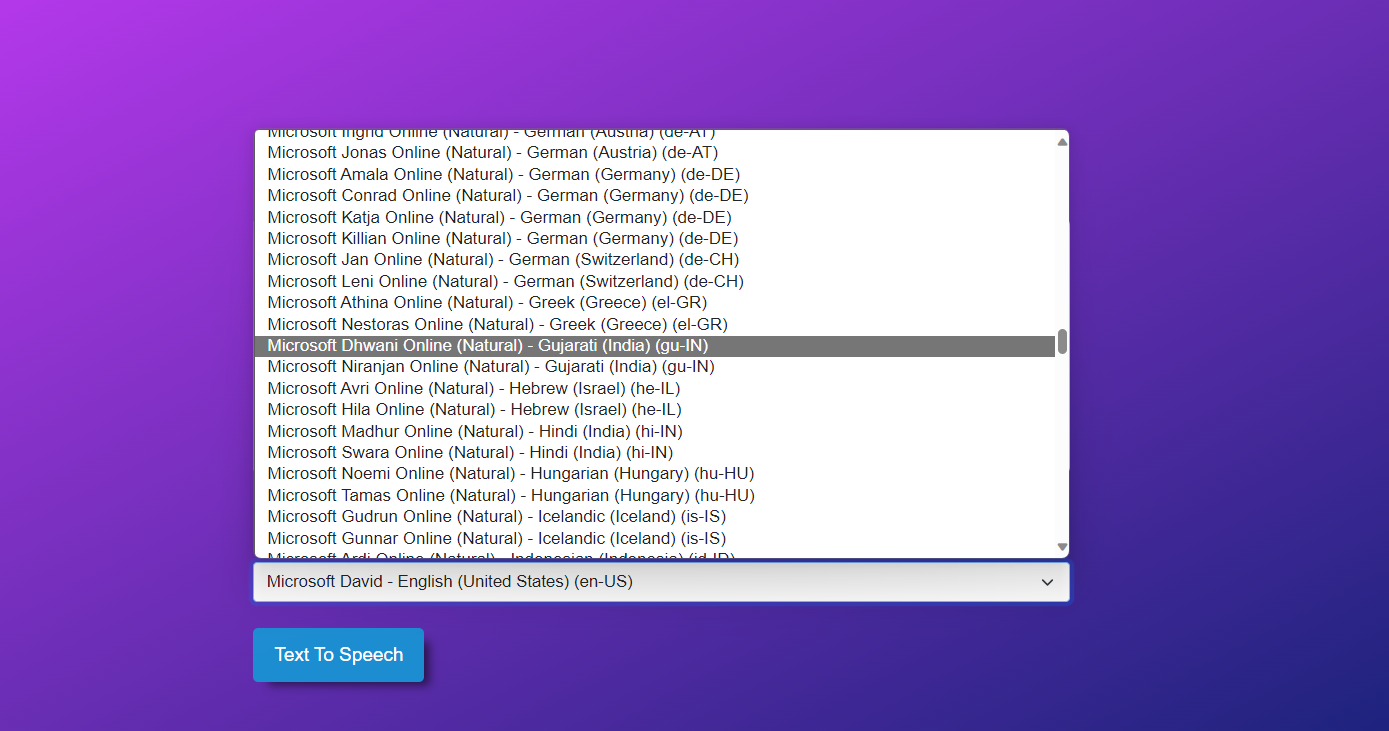 Microsoft Ingrid Online (Natural) - German (Austria) (de-AT)
Microsoft Jonas Online (Natural) - German (Austria) (de-AT)
Microsoft Amala Online (Natural) - German (Germany) (de-DE)
Microsoft Conrad Online (Natural) - German (Germany) (de-DE)
Microsoft Katja Online (Natural) - German (Germany) (de-DE)
Microsoft Killian Online (Natural) - German (Germany) (de-DE)
Microsoft Jan Online (Natural) - German (Switzerland) (de-CH)
Microsoft Leni Online (Natural) - German (Switzerland) (de-CH)
Microsoft Athina Online (Natural) - Greek (Greece) (el-GR)
Microsoft Nestoras Online (Natural) - Greek (Greece) (el-GR)
Microsoft Dhwani Online (Natural) - Gujarati (India) (gu-IN)
Microsoft Niranjan Online (Natural) - Gujarati (India) (gu-IN)
Microsoft Avri Online (Natural) - Hebrew (Israel) (he-IL)
Microsoft Hila Online (Natural) - Hebrew (Israel) (he-IL)
Microsoft Madhur Online (Natural) - Hindi (India) (hi-IN)
Microsoft Swara Online (Natural) - Hindi (India) (hi-IN)
Microsoft Noemi Online (Natural) - Hungarian (Hungary) (hu-HU)
Microsoft Tamas Online (Natural) - Hungarian (Hungary) (hu-HU)
Microsoft Gudrun Online (Natural) - Icelandic (Iceland) (is-IS)
Microsoft Gunnar Online (Natural) - Icelandic (Iceland) (is-IS)
Microsoft Ardi Online (Natural) - Indonesian (Indonesia) (id-ID)
Microsoft David - English (United States) (en-US)
Text To Speech